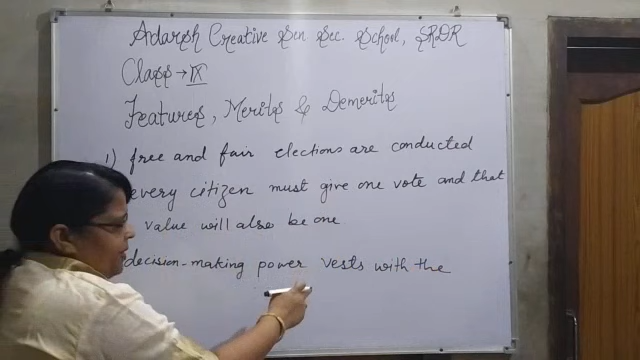 Adarsh Creative Sen Sec. School, SRDR
Class → IX
Features, Merits & Demerits
1) free and fair elections are conducted
every citizen must give one vote and that
value will also be one.
decision-making power vests with the